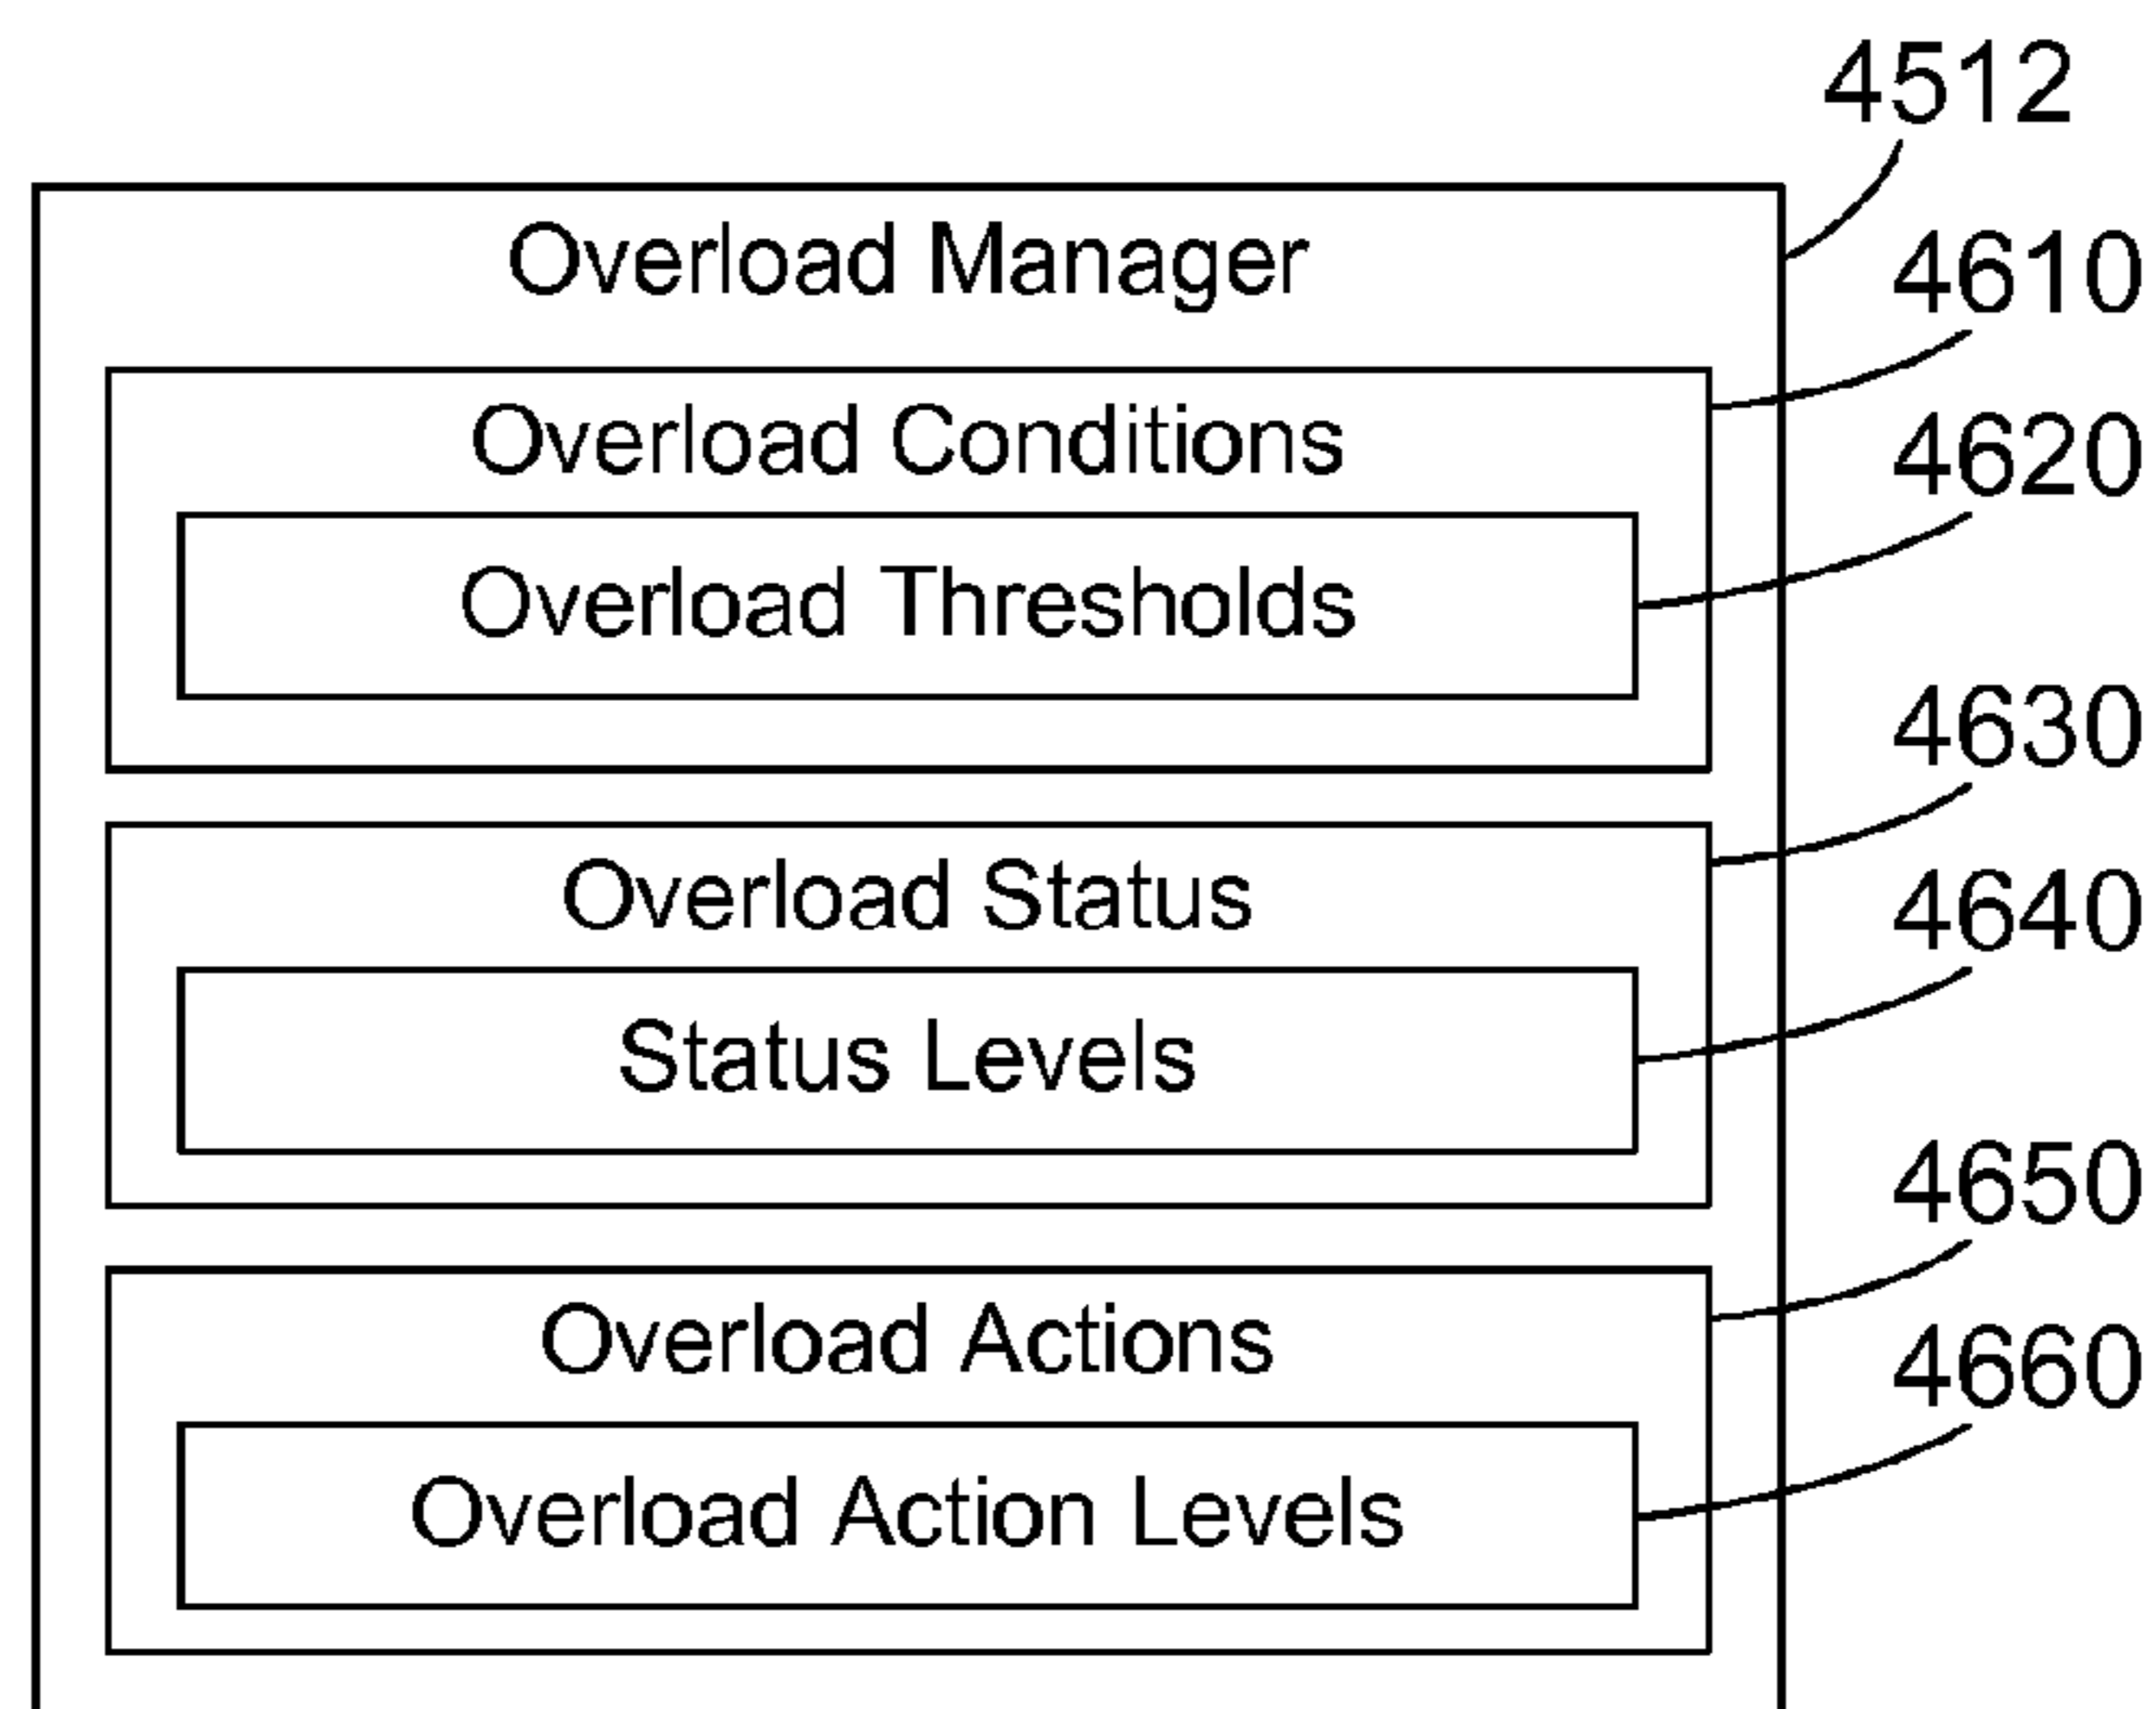 4512
Overload Manager
4610
Overload Conditions
4620
Overload Thresholds
4630
Overload Status
4640
Status Levels
4650
Overload Actions
4660
Overload Action Levels